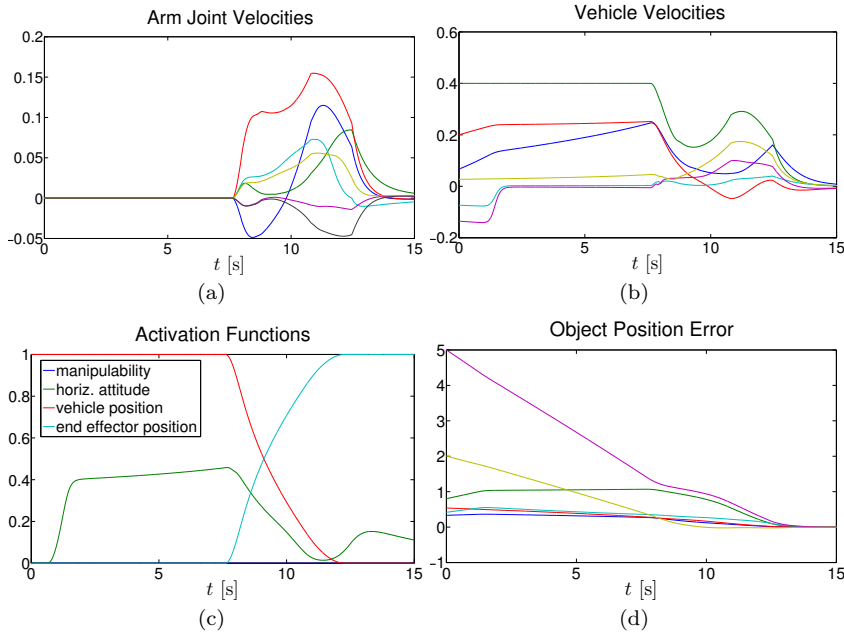 Arm Joint Velocities
0.2
0.15
0.1
0.05
0
−0.05
0 5 10 15
t [s]
(a)
Vehicle Velocities
0.6
0.4
0.2
0
−0.2
0 5 10 15
t [s]
(b)
Activation Functions
1
0.8
0.6
0.4
0.2
0
manipulability
horiz. attitude
vehicle position
end effector position
0 5 10 15
t [s]
(c)
Object Position Error
5
4
3
2
1
0
−1
0 5 10 15
t [s]
(d)